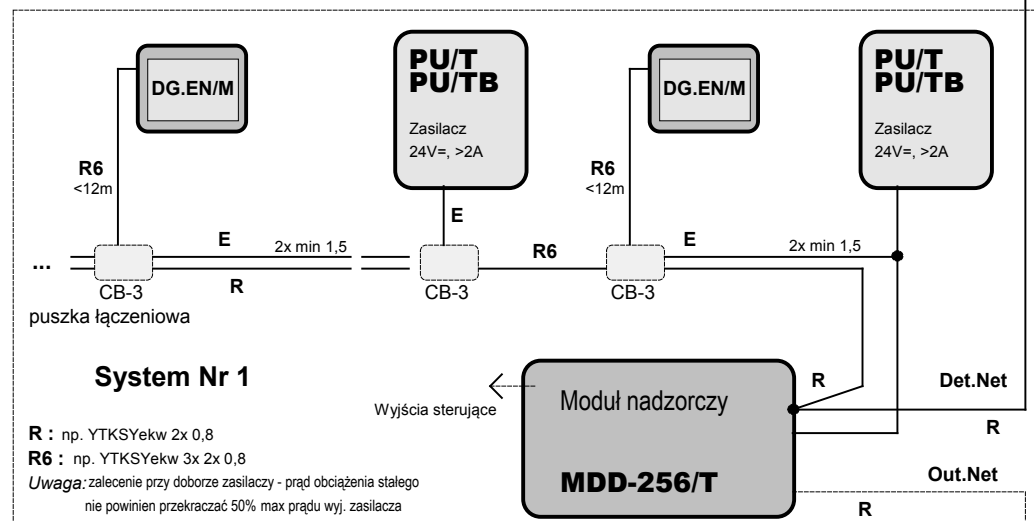 DG.EN/M
PU/T
PU/TB
Zasilacz
24V=, >2A
DG.EN/M
PU/T
PU/TB
Zasilacz
24V=, >2A
R6
<12m
R6
<12m
E
E
2x min 1,5
R6
E
2x min 1,5
...
R
CB-3
CB-3
CB-3
puszka łączeniowa
System Nr 1
Wyjścia sterujące
Moduł nadzorczy
MDD-256/T
R
Det.Net
R
Out.Net
R
R : np. YTKSYekw 2x 0,8
R6 : np. YTKSYekw 3x 2x 0,8
Uwaga: zalecenie przy doborze zasilaczy - prąd obciążenia stałego
nie powinien przekraczać 50% max prądu wyj. zasilacza